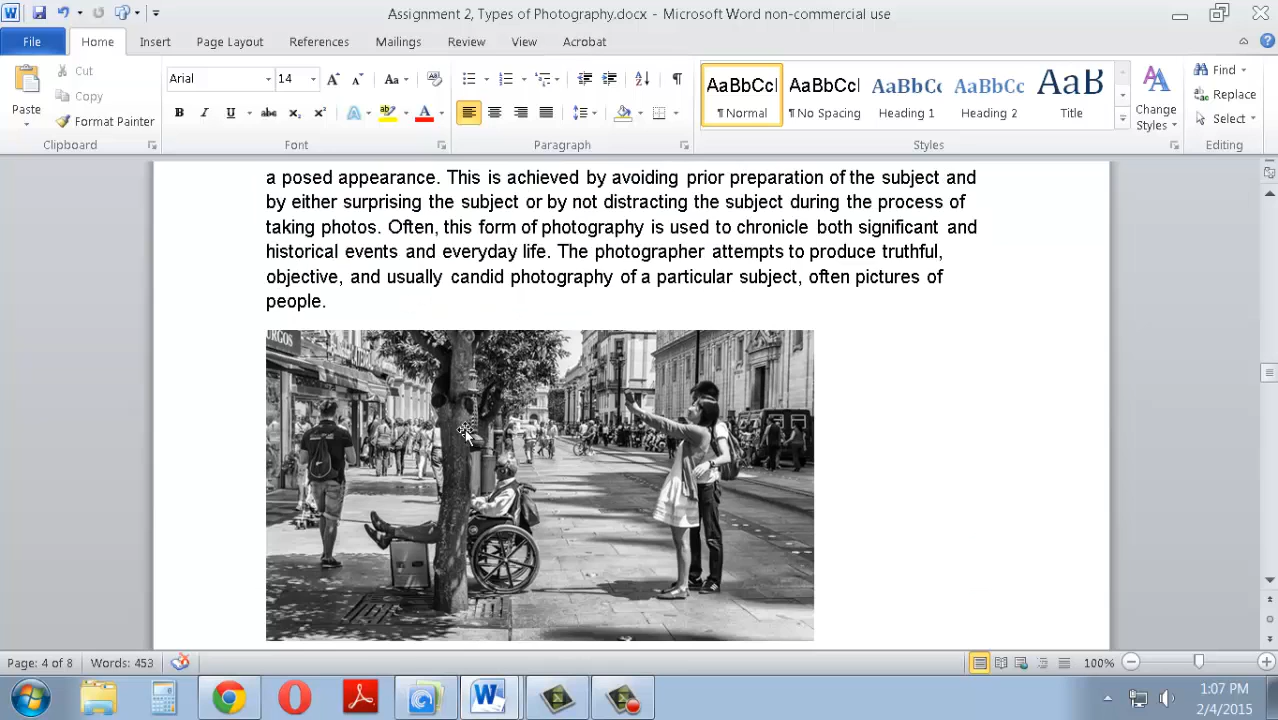 Assignment 2, Types of Photography.docx - Microsoft Word non-commercial use
File Home Insert Page Layout References Mailings Review View Acrobat
Paste
Cut
Copy
Format Painter
Clipboard
Arial 14
Font
Paragraph
AaBbCcI AaBbCcI AaBbCc AaBbCc AaB
¶ Normal ¶ No Spacing Heading 1 Heading 2 Title
Change
Styles
Styles
Find
Replace
Select
Editing
a posed appearance. This is achieved by avoiding prior preparation of the subject and
by either surprising the subject or by not distracting the subject during the process of
taking photos. Often, this form of photography is used to chronicle both significant and
historical events and everyday life. The photographer attempts to produce truthful,
objective, and usually candid photography of a particular subject, often pictures of
people.
URGOS
Page: 4 of 8 Words: 453 100%
1:07 PM
2/4/2015